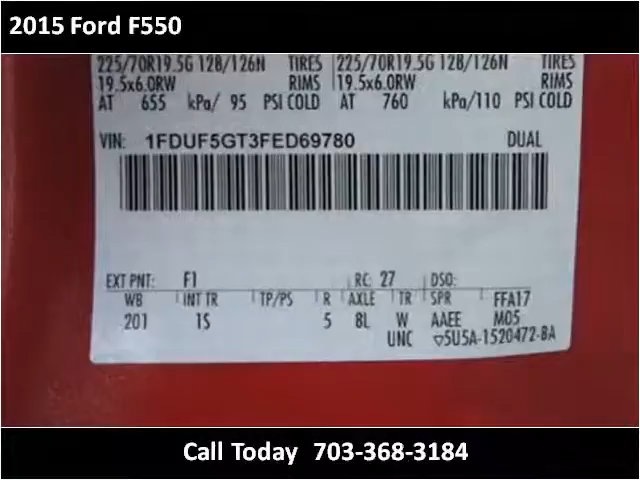 2015 Ford F550
225/70R19.5G 128/126N TIRES 225/70R19.5G 128/126N TIRES
19.5x6.0RW RIMS 19.5x6.0RW RIMS
AT 655 kPa/ 95 PSI COLD AT 760 kPa/110 PSI COLD
VIN: 1FDUF5GT3FED69780 DUAL
EXT PNT: F1 RC: 27 DSO:
WB INT TR TP/PS R AXLE TR SPR FFA17
201 1S 5 8L W AAEE M05
UNC ▽5U5A-1520472-BA
Call Today 703-368-3184